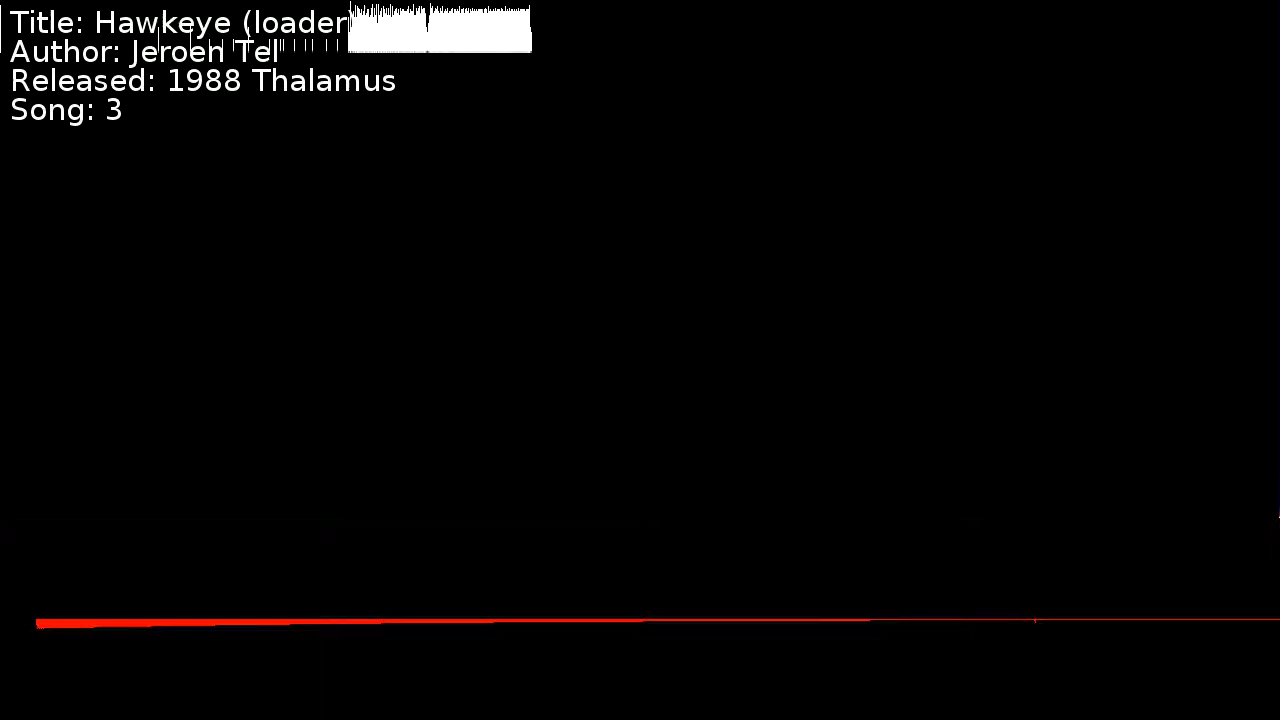 Title: Hawkeye (loader)
Author: Jeroen Tel
Released: 1988 Thalamus
Song: 3